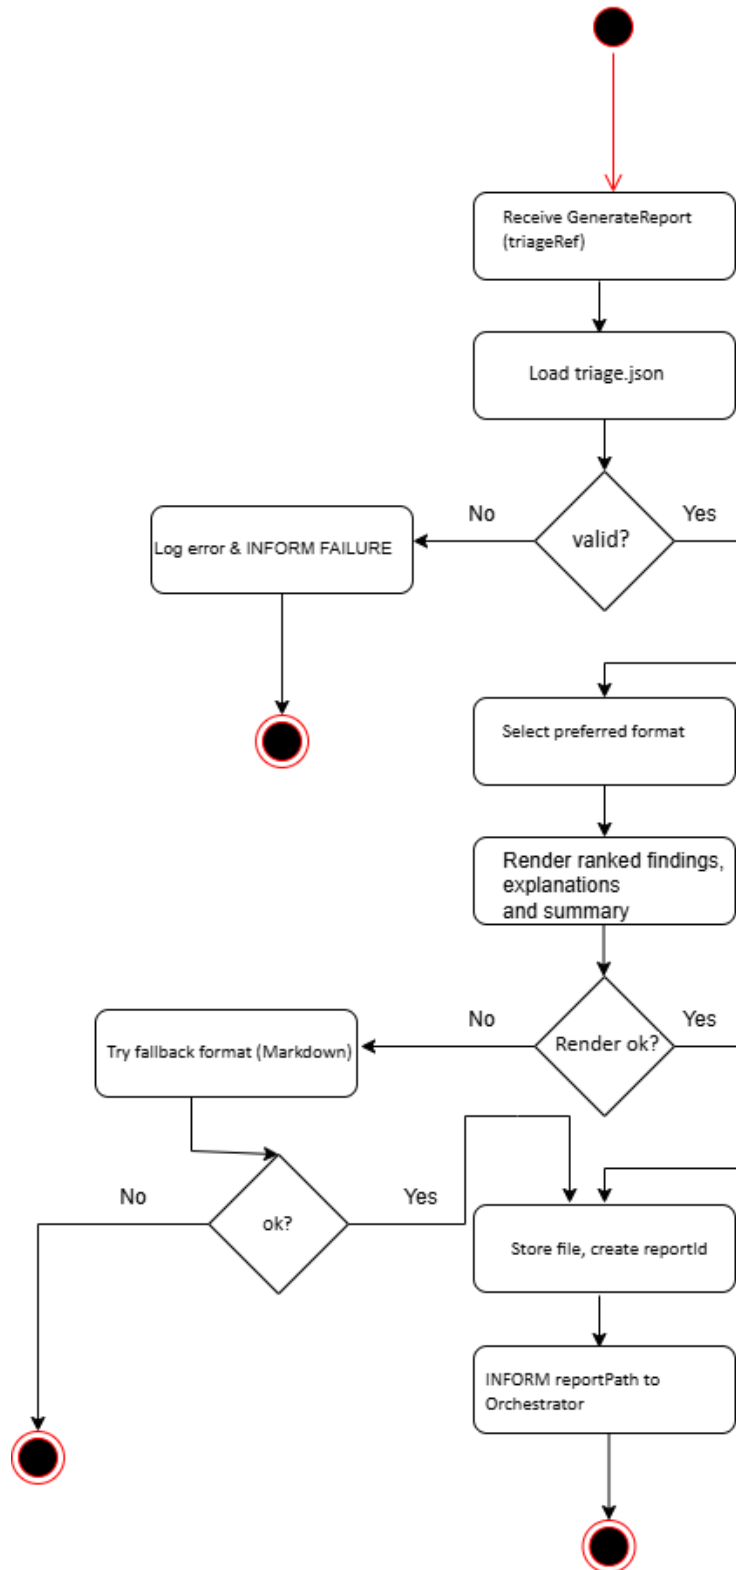 Receive GenerateReport
(triageRef)
Load triage.json
No
Yes
valid?
Log error & INFORM FAILURE
Select preferred format
Render ranked findings,
explanations
and summary
No
Yes
Render ok?
Try fallback format (Markdown)
No
Yes
ok?
Store file, create reportId
INFORM reportPath to
Orchestrator